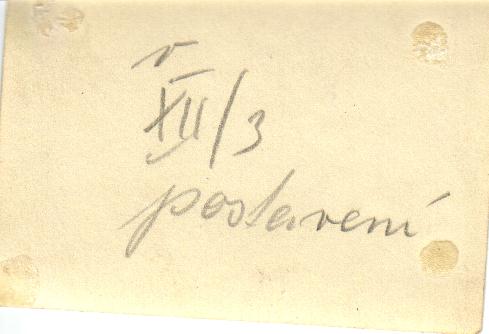 v
XII/3
postavení